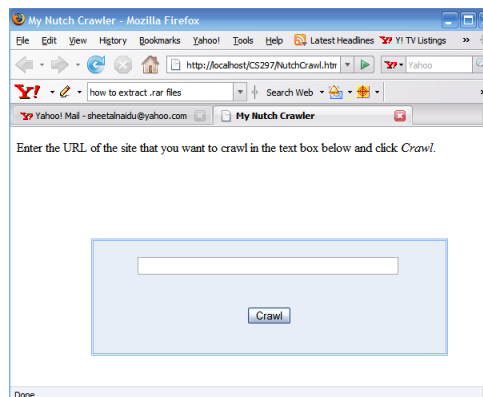 My Nutch Crawler - Mozilla Firefox
File Edit View History Bookmarks Yahoo! Tools Help Latest Headlines Y! TV Listings »
http://localhost/CS297/NutchCrawl.htm Y! Yahoo
Y! how to extract .rar files Search Web
Y! Yahoo! Mail - sheetalnaidu@yahoo.com My Nutch Crawler
Enter the URL of the site that you want to crawl in the text box below and click Crawl.
Crawl
Done